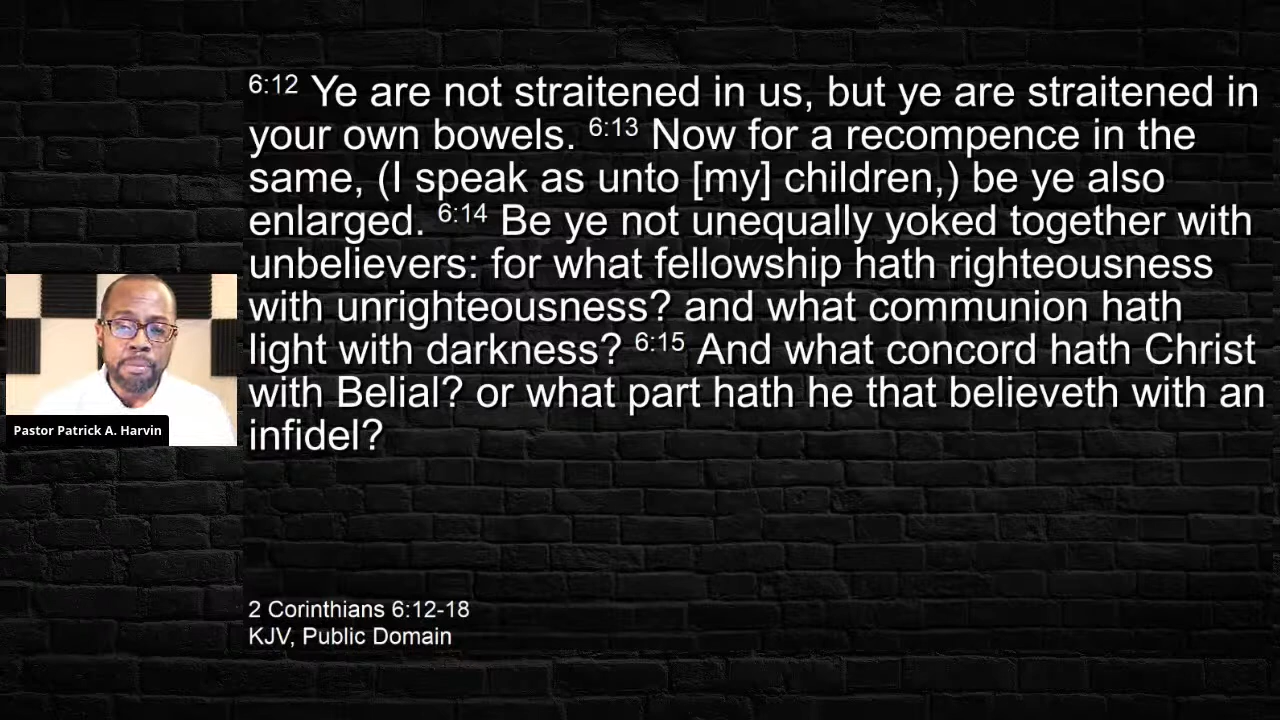 6:12 Ye are not straitened in us, but ye are straitened in
your own bowels. 6:13 Now for a recompence in the
same, (I speak as unto [my] children,) be ye also
enlarged. 6:14 Be ye not unequally yoked together with
unbelievers: for what fellowship hath righteousness
with unrighteousness? and what communion hath
light with darkness? 6:15 And what concord hath Christ
with Belial? or what part hath he that believeth with an
infidel?
Pastor Patrick A. Harvin
2 Corinthians 6:12-18
KJV, Public Domain